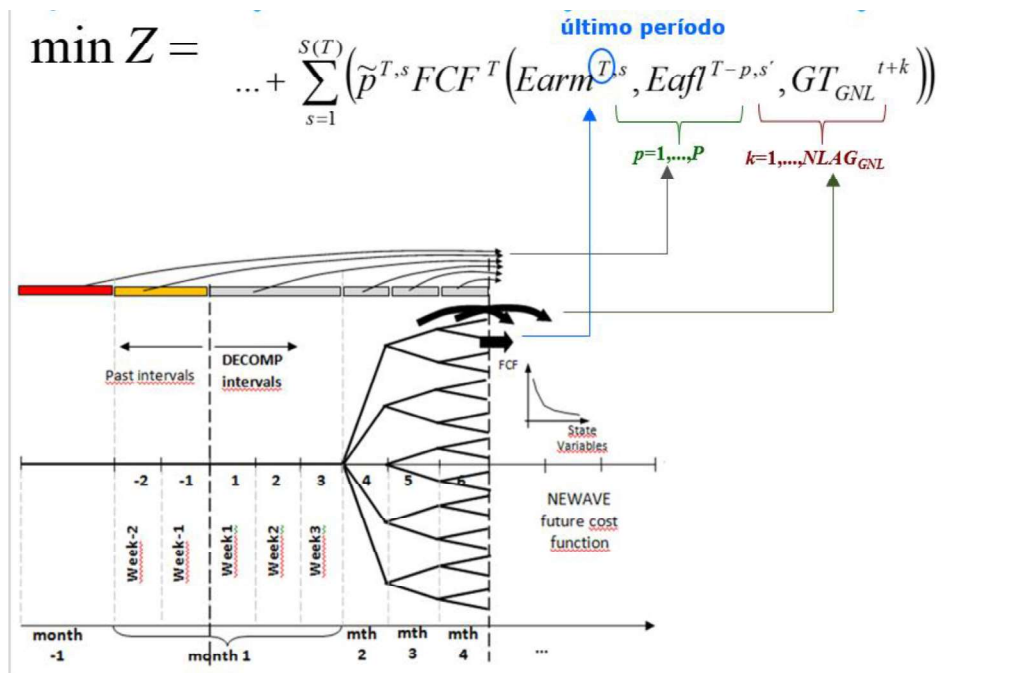 último período
min Z =
...+ \sum_{s=1}^{S(T)} ( \tilde{p}^{T,s} FCF^{T} ( Earm^{T,s} , Eafl^{T-p,s'} , GT_{GNL}^{t+k} ) )
p=1,...,P k=1,...,NLAG_{GNL}
Past intervals
DECOMP
intervals
FCF
State
Variables
-2 -1 1 2 3 4 5 6
Week-2 Week-1 Week1 Week2 Week3
NEWAVE
future cost
function
month
-1
month 1
mth
2
mth
3
mth
4
...